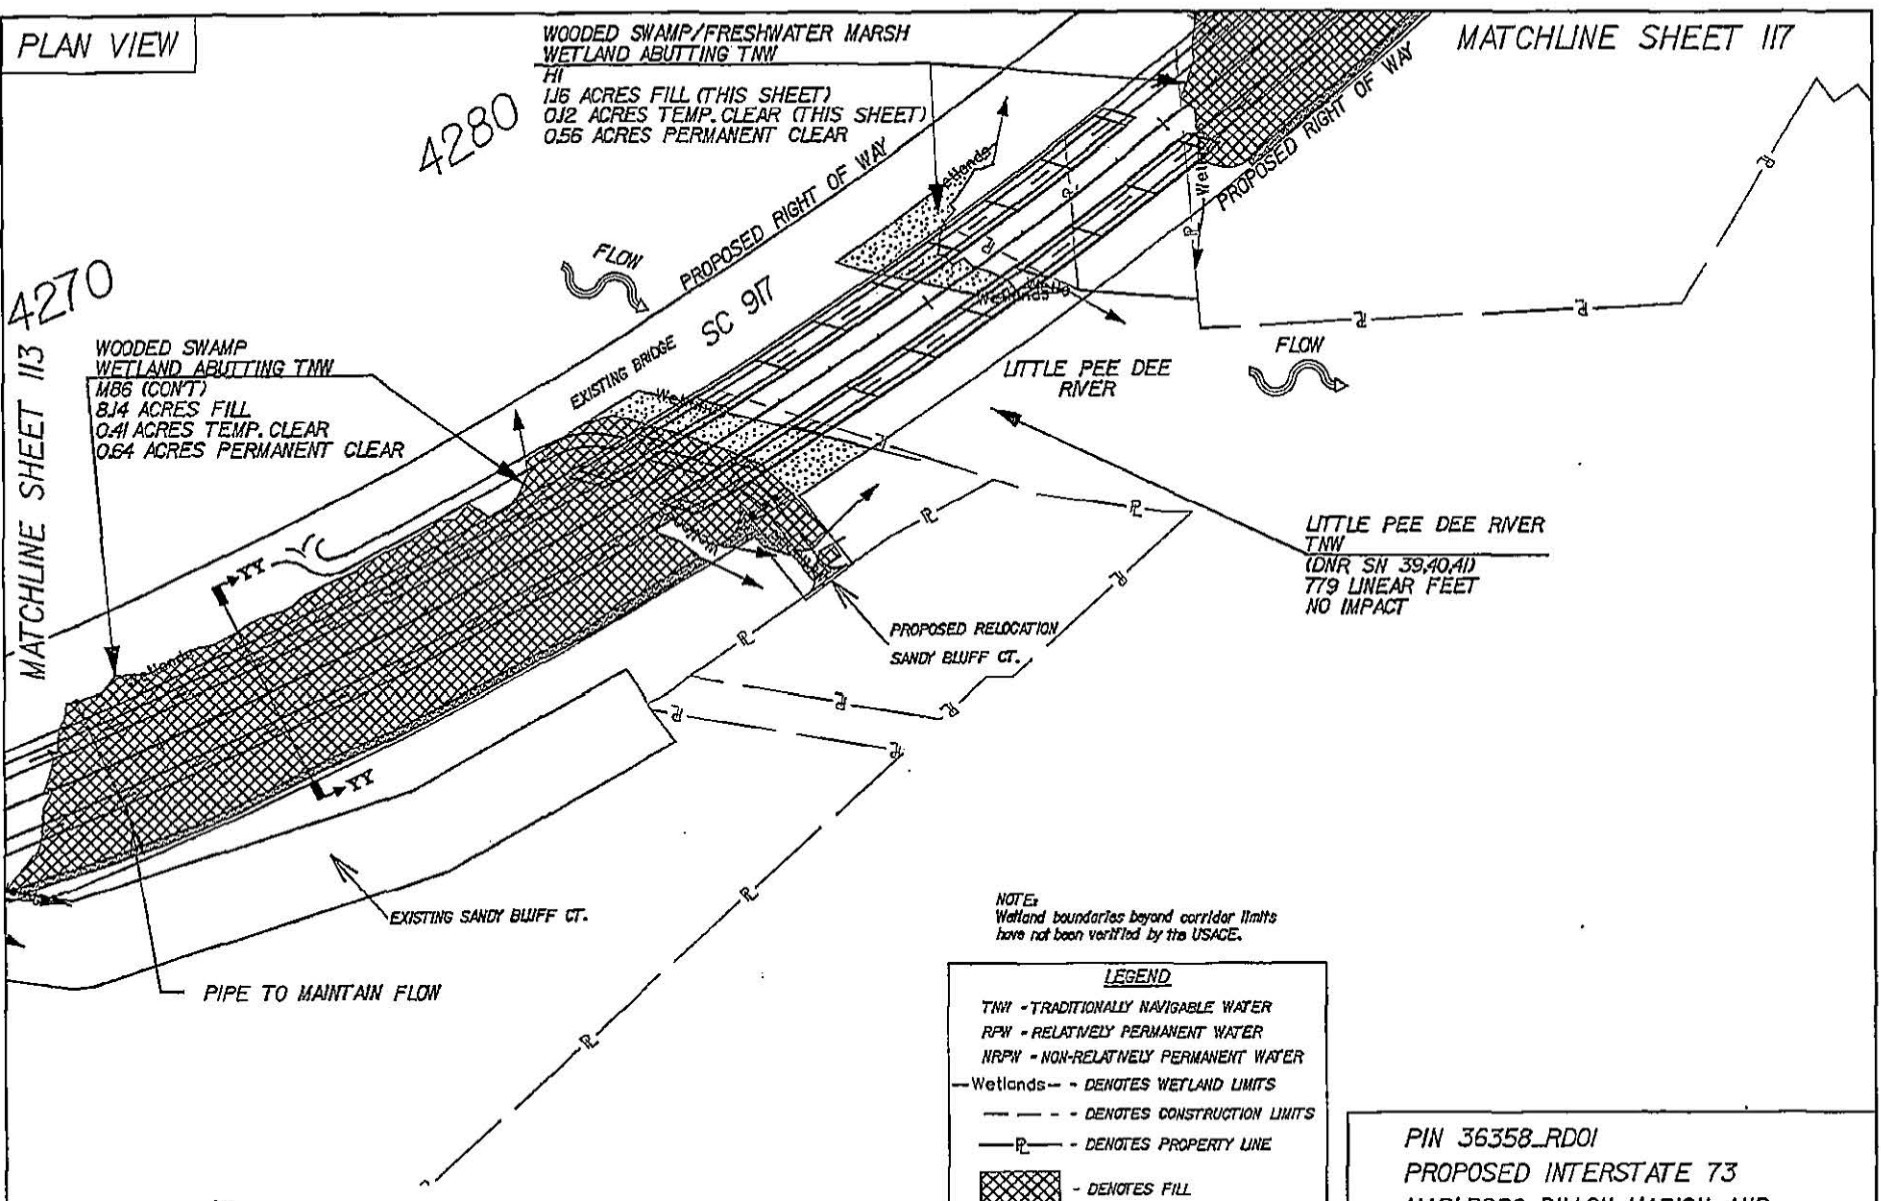 PLAN VIEW
WOODED SWAMP/FRESHWATER MARSH
WETLAND ABUTTING TNW
H1
1.16 ACRES FILL (THIS SHEET)
0.12 ACRES TEMP. CLEAR (THIS SHEET)
0.56 ACRES PERMANENT CLEAR
MATCHLINE SHEET 117
4280
4270
MATCHLINE SHEET 113
WOODED SWAMP
WETLAND ABUTTING TNW
M86 (CON'T)
8.14 ACRES FILL
0.41 ACRES TEMP. CLEAR
0.64 ACRES PERMANENT CLEAR
FLOW
PROPOSED RIGHT OF WAY
SC 917
EXISTING BRIDGE
PROPOSED RIGHT OF WAY
LITTLE PEE DEE
RIVER
FLOW
LITTLE PEE DEE RIVER
TNW
(DNR SN 39,40,41)
779 LINEAR FEET
NO IMPACT
YY
YY
PROPOSED RELOCATION
SANDY BLUFF CT.
EXISTING SANDY BLUFF CT.
PIPE TO MAINTAIN FLOW
NOTE:
Wetland boundaries beyond corridor limits
have not been verified by the USACE.
LEGEND
TNW - TRADITIONALLY NAVIGABLE WATER
RPW - RELATIVELY PERMANENT WATER
NRPW - NON-RELATIVELY PERMANENT WATER
Wetlands - DENOTES WETLAND LIMITS
- DENOTES CONSTRUCTION LIMITS
PL - DENOTES PROPERTY LINE
- DENOTES FILL
PIN 36358_RD01
PROPOSED INTERSTATE 73